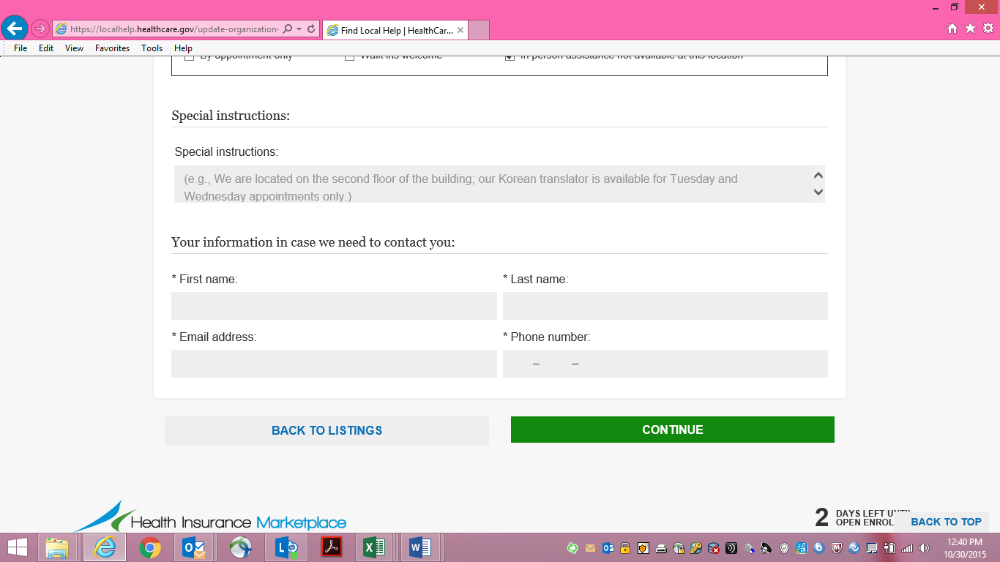 https://localhelp.healthcare.gov/update-organization-
Find Local Help | HealthCar...
File Edit View Favorites Tools Help
By appointment only Walk ins welcome In person assistance not available at this location
Special instructions:
Special instructions:
(e.g., We are located on the second floor of the building; our Korean translator is available for Tuesday and
Wednesday appointments only.)
Your information in case we need to contact you:
* First name: * Last name:
* Email address: * Phone number:
– –
BACK TO LISTINGS CONTINUE
Health Insurance Marketplace
2 DAYS LEFT UNTIL
OPEN ENROL
BACK TO TOP
12:40 PM
10/30/2015